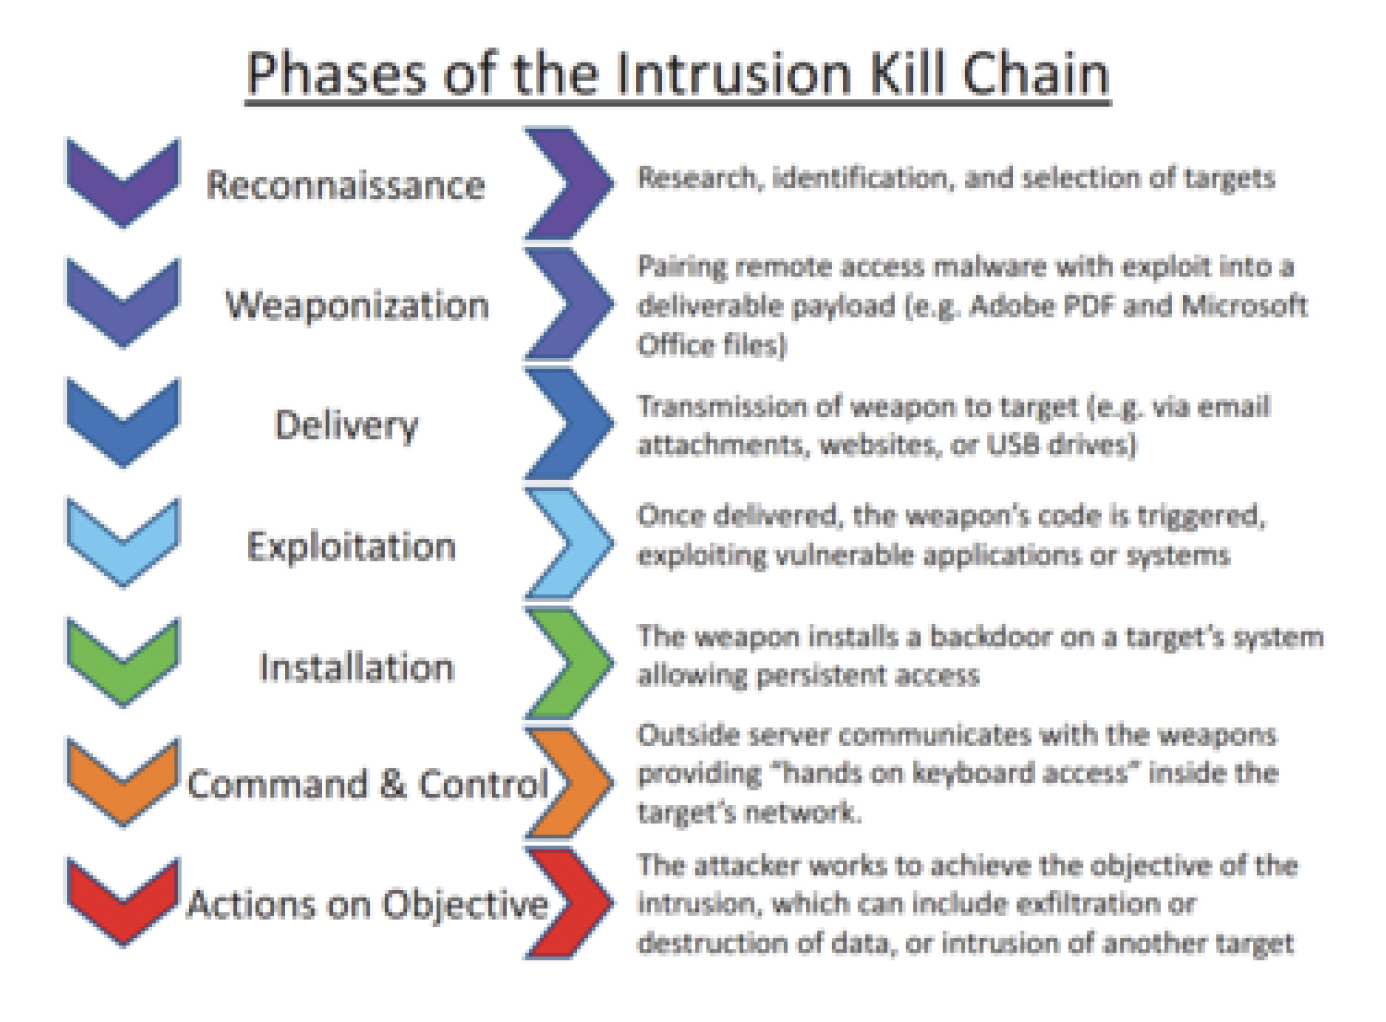 Phases of the Intrusion Kill Chain
Reconnaissance
Research, identification, and selection of targets
Weaponization
Pairing remote access malware with exploit into a
deliverable payload (e.g. Adobe PDF and Microsoft
Office files)
Delivery
Transmission of weapon to target (e.g. via email
attachments, websites, or USB drives)
Exploitation
Once delivered, the weapon's code is triggered,
exploiting vulnerable applications or systems
Installation
The weapon installs a backdoor on a target's system
allowing persistent access
Command & Control
Outside server communicates with the weapons
providing “hands on keyboard access” inside the
target's network.
Actions on Objective
The attacker works to achieve the objective of the
intrusion, which can include exfiltration or
destruction of data, or intrusion of another target